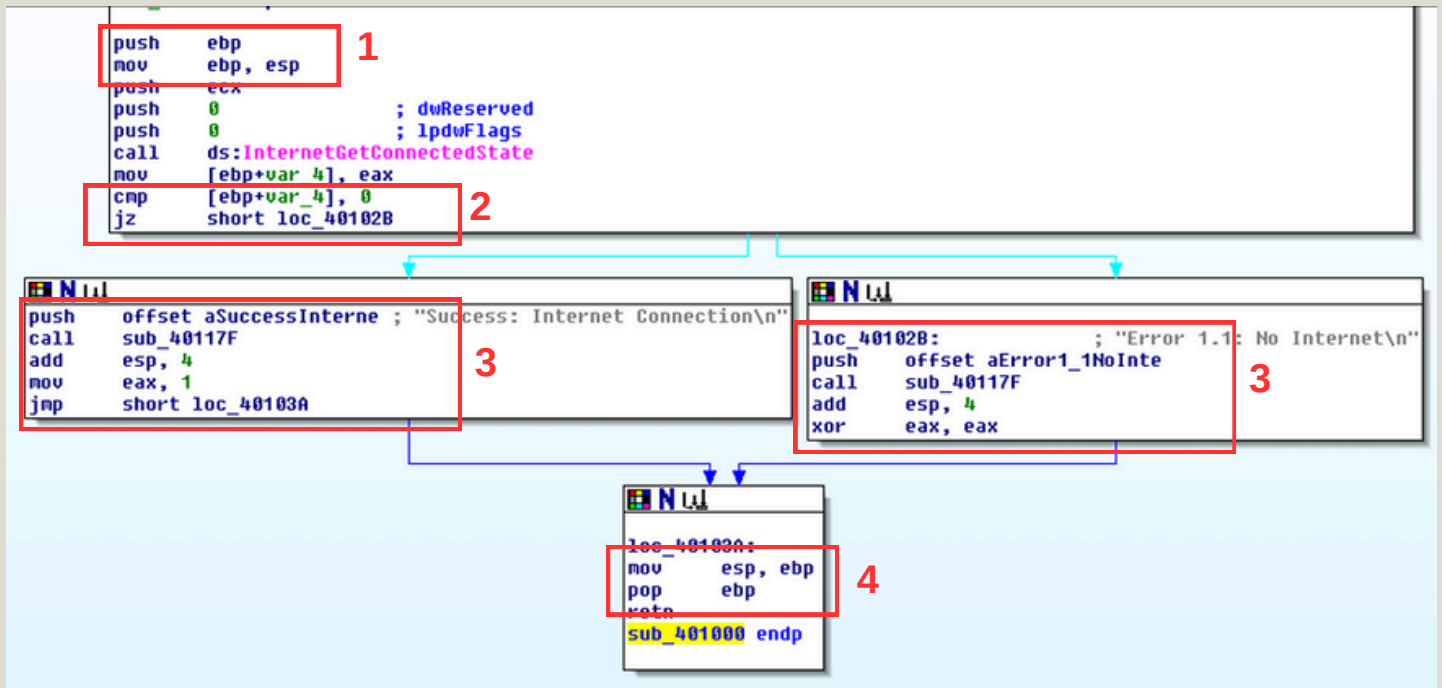 push ebp
mov ebp, esp
1
push ecx
push 0 ; dwReserved
push 0 ; lpdwFlags
call ds:InternetGetConnectedState
mov [ebp+var_4], eax
cmp [ebp+var_4], 0
jz short loc_40102B
2
push offset aSuccessInterne ; "Success: Internet Connection\n"
call sub_40117F
add esp, 4
mov eax, 1
jmp short loc_40103A
3
loc_40102B: ; "Error 1.1: No Internet\n"
push offset aError1_1NoInte
call sub_40117F
add esp, 4
xor eax, eax
3
loc_40103A:
mov esp, ebp
pop ebp
retn
sub_401000 endp
4